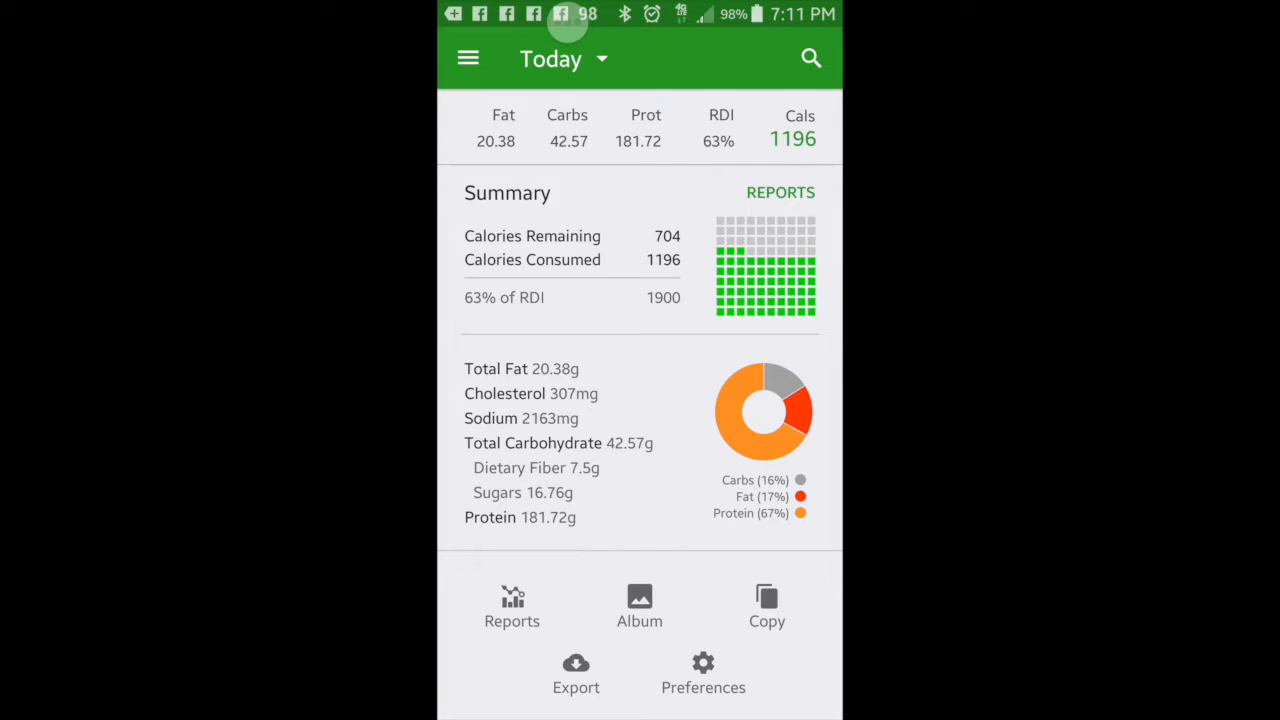 98 4G LTE 98% 7:11 PM
Today
Fat Carbs Prot RDI Cals
20.38 42.57 181.72 63% 1196
Summary REPORTS
Calories Remaining 704
Calories Consumed 1196
63% of RDI 1900
Total Fat 20.38g
Cholesterol 307mg
Sodium 2163mg
Total Carbohydrate 42.57g
Dietary Fiber 7.5g
Sugars 16.76g
Protein 181.72g
Carbs (16%)
Fat (17%)
Protein (67%)
Reports Album Copy
Export Preferences